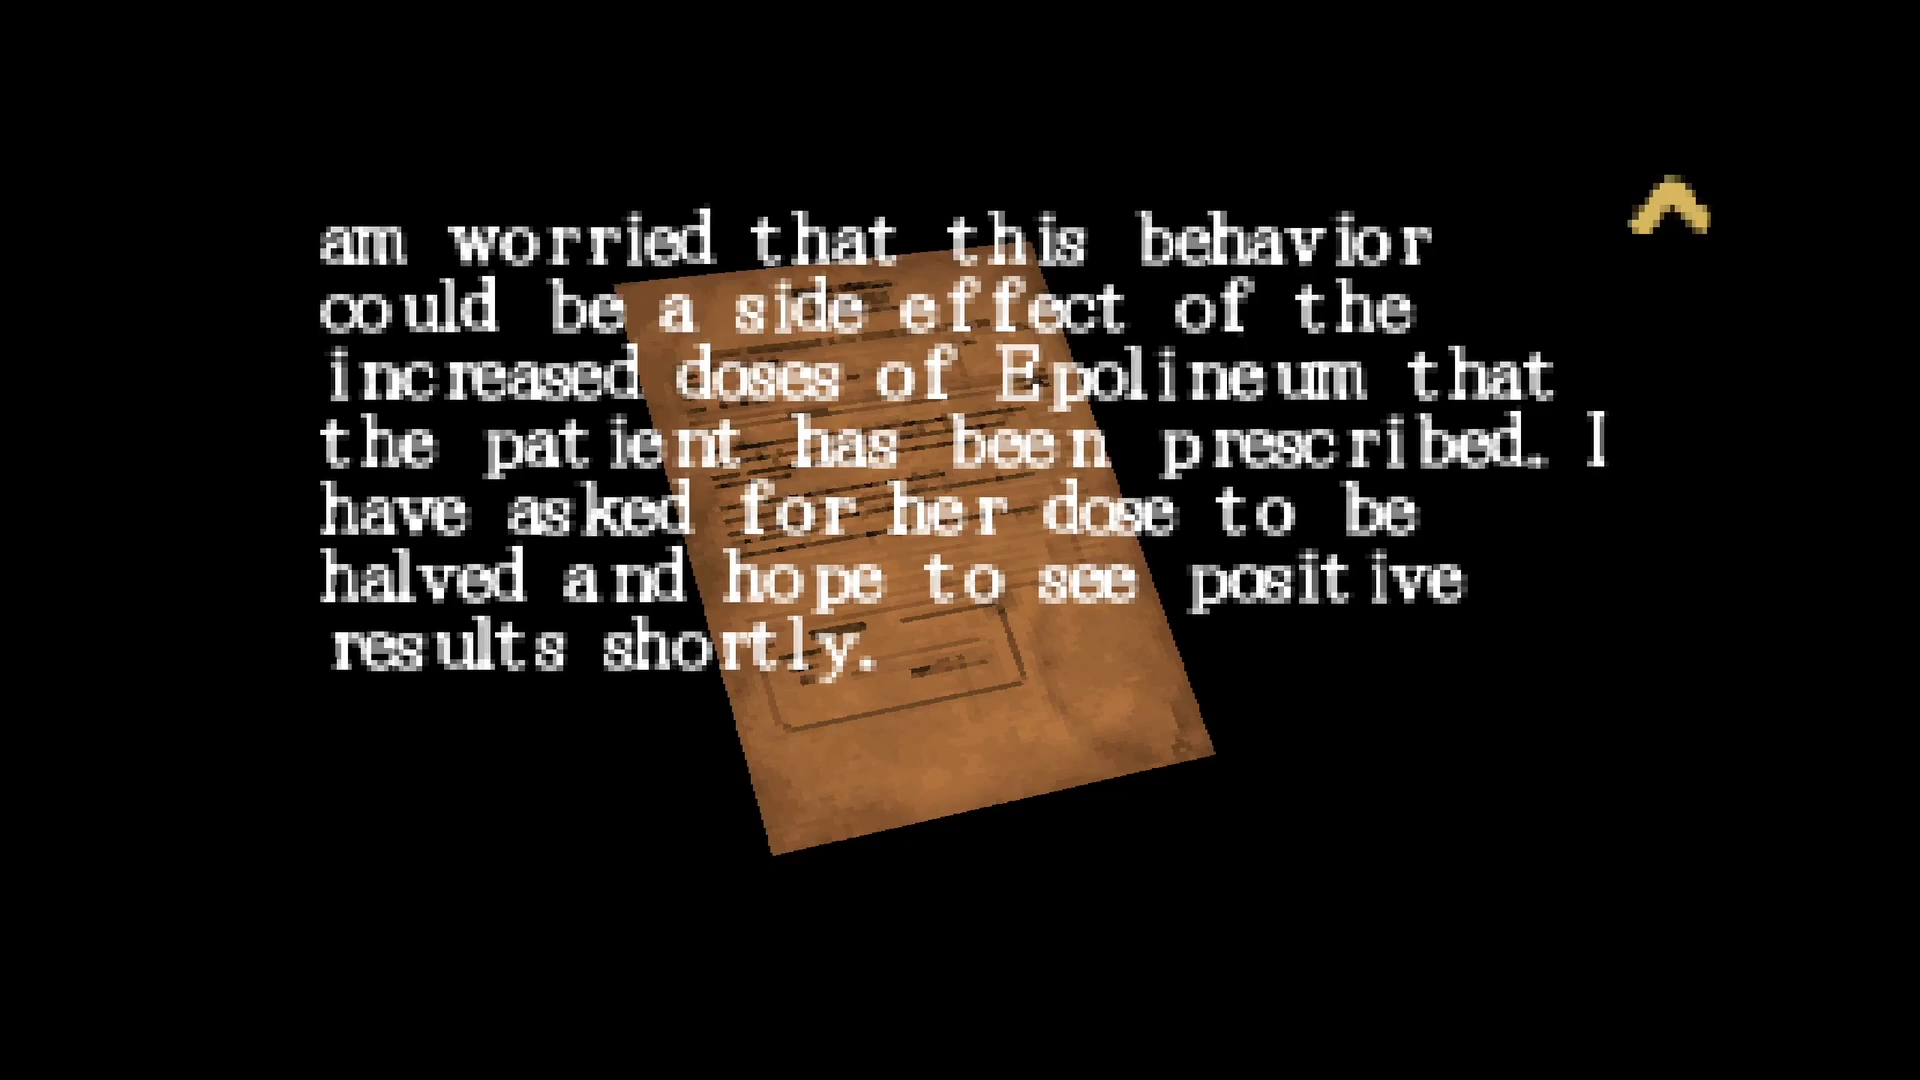 am worried that this behavior
could be a side effect of the
increased doses of Epolineum that
the patient has been prescribed. I
have asked for her dose to be
halved and hope to see positive
results shortly.